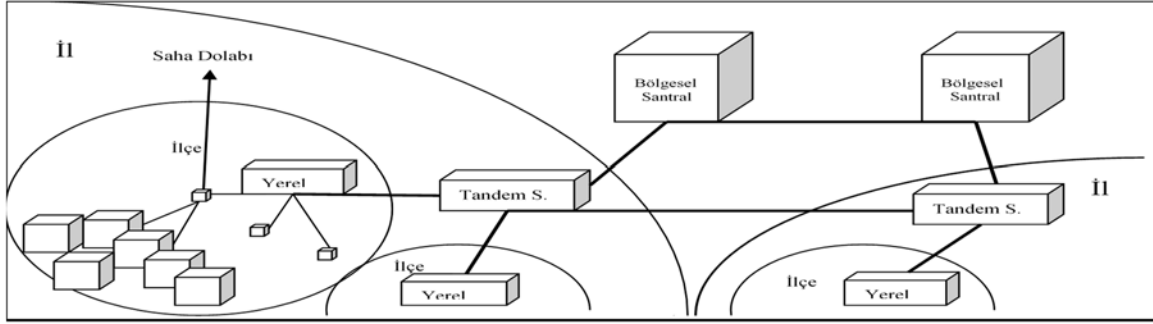 İl
Saha Dolabı
Bölgesel
Santral
Bölgesel
Santral
İlçe
Yerel
Tandem S.
Tandem S.
İl
İlçe
Yerel
İlçe
Yerel